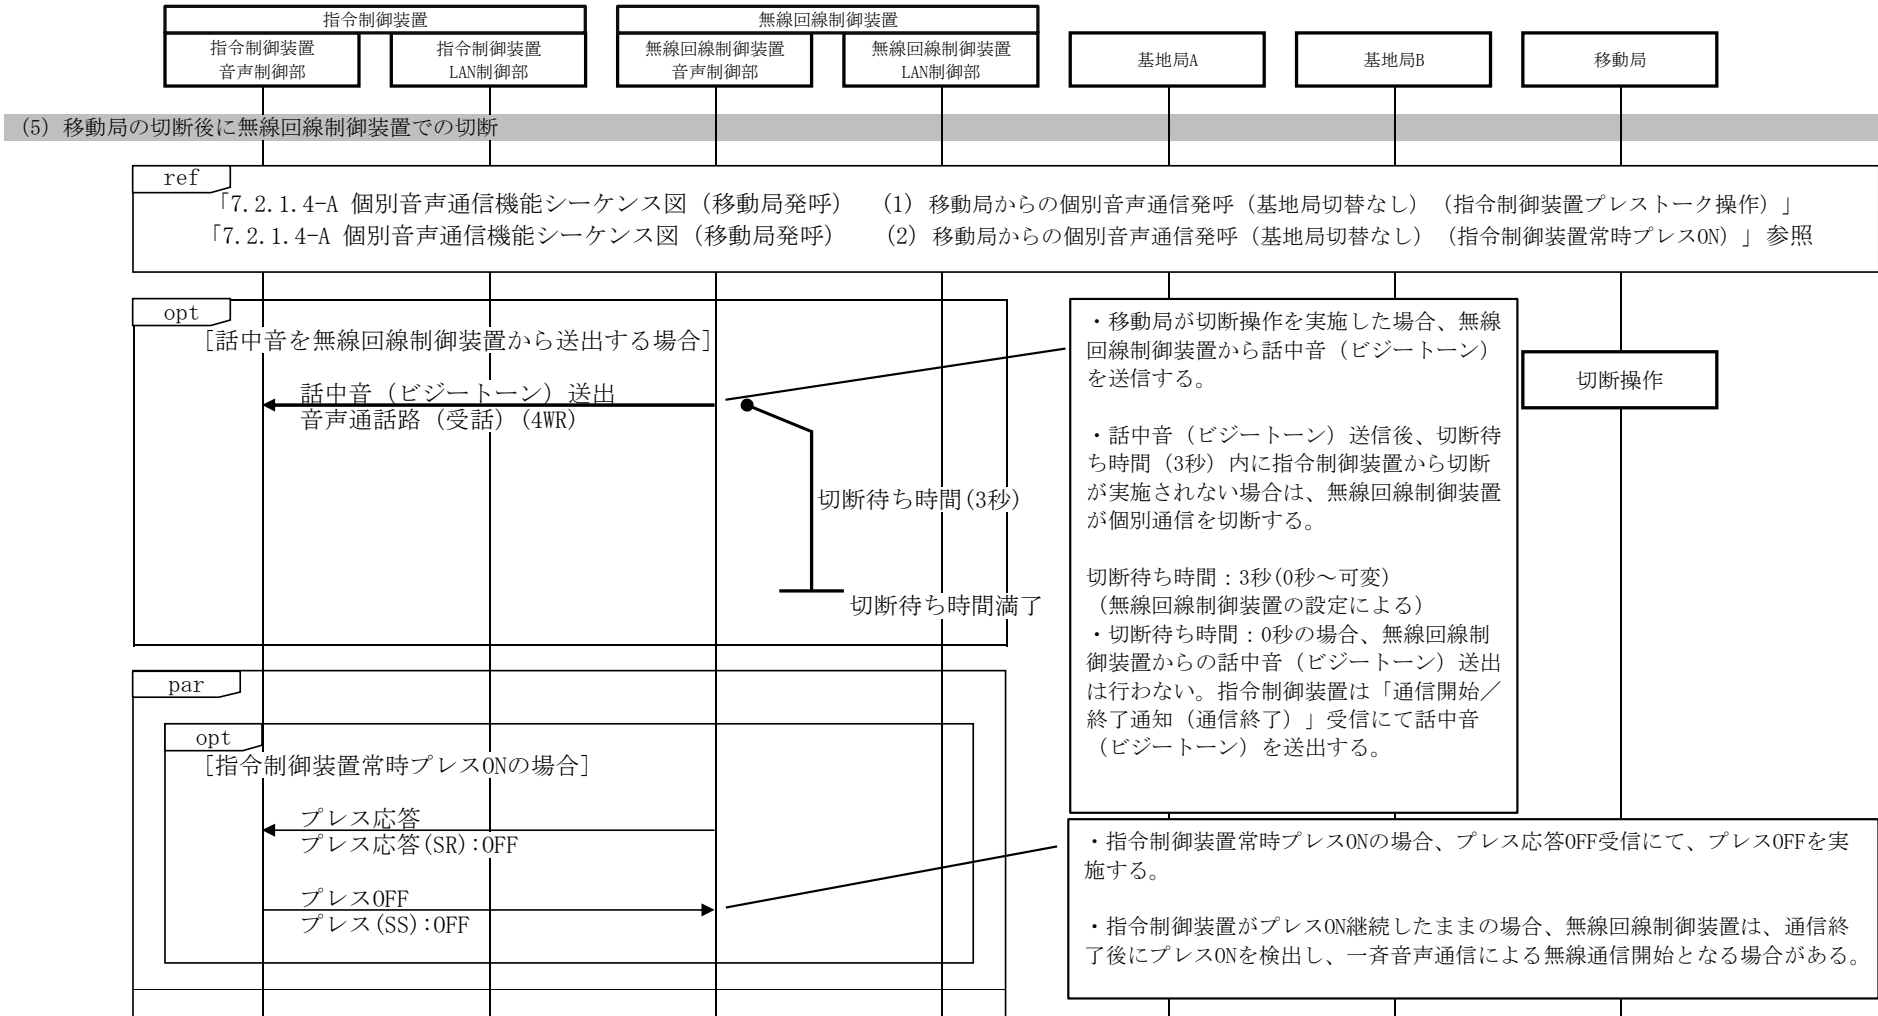 指令制御装置
無線回線制御装置
指令制御装置
音声制御部
指令制御装置
LAN制御部
無線回線制御装置
音声制御部
無線回線制御装置
LAN制御部
基地局A
基地局B
移動局
(5) 移動局の切断後に無線回線制御装置での切断
ref
「7.2.1.4-A 個別音声通信機能シーケンス図（移動局発呼） (1) 移動局からの個別音声通信発呼（基地局切替なし）（指令制御装置プレストーク操作）」
「7.2.1.4-A 個別音声通信機能シーケンス図（移動局発呼） (2) 移動局からの個別音声通信発呼（基地局切替なし）（指令制御装置常時プレスON）」参照
opt
[話中音を無線回線制御装置から送出する場合]
話中音（ビジートーン）送出
音声通話路（受話）(4WR)
切断待ち時間(3秒)
切断待ち時間満了
・移動局が切断操作を実施した場合、無線
回線制御装置から話中音（ビジートーン）
を送信する。
・話中音（ビジートーン）送信後、切断待
ち時間（3秒）内に指令制御装置から切断
が実施されない場合は、無線回線制御装置
が個別通信を切断する。
切断待ち時間：3秒(0秒～可変)
（無線回線制御装置の設定による）
・切断待ち時間：0秒の場合、無線回線制
御装置からの話中音（ビジートーン）送出
は行わない。指令制御装置は「通信開始／
終了通知（通信終了）」受信にて話中音
（ビジートーン）を送出する。
切断操作
par
opt
[指令制御装置常時プレスONの場合]
プレス応答
プレス応答(SR):OFF
プレスOFF
プレス(SS):OFF
・指令制御装置常時プレスONの場合、プレス応答OFF受信にて、プレスOFFを実
施する。
・指令制御装置がプレスON継続したままの場合、無線回線制御装置は、通信終
了後にプレスONを検出し、一斉音声通信による無線通信開始となる場合がある。